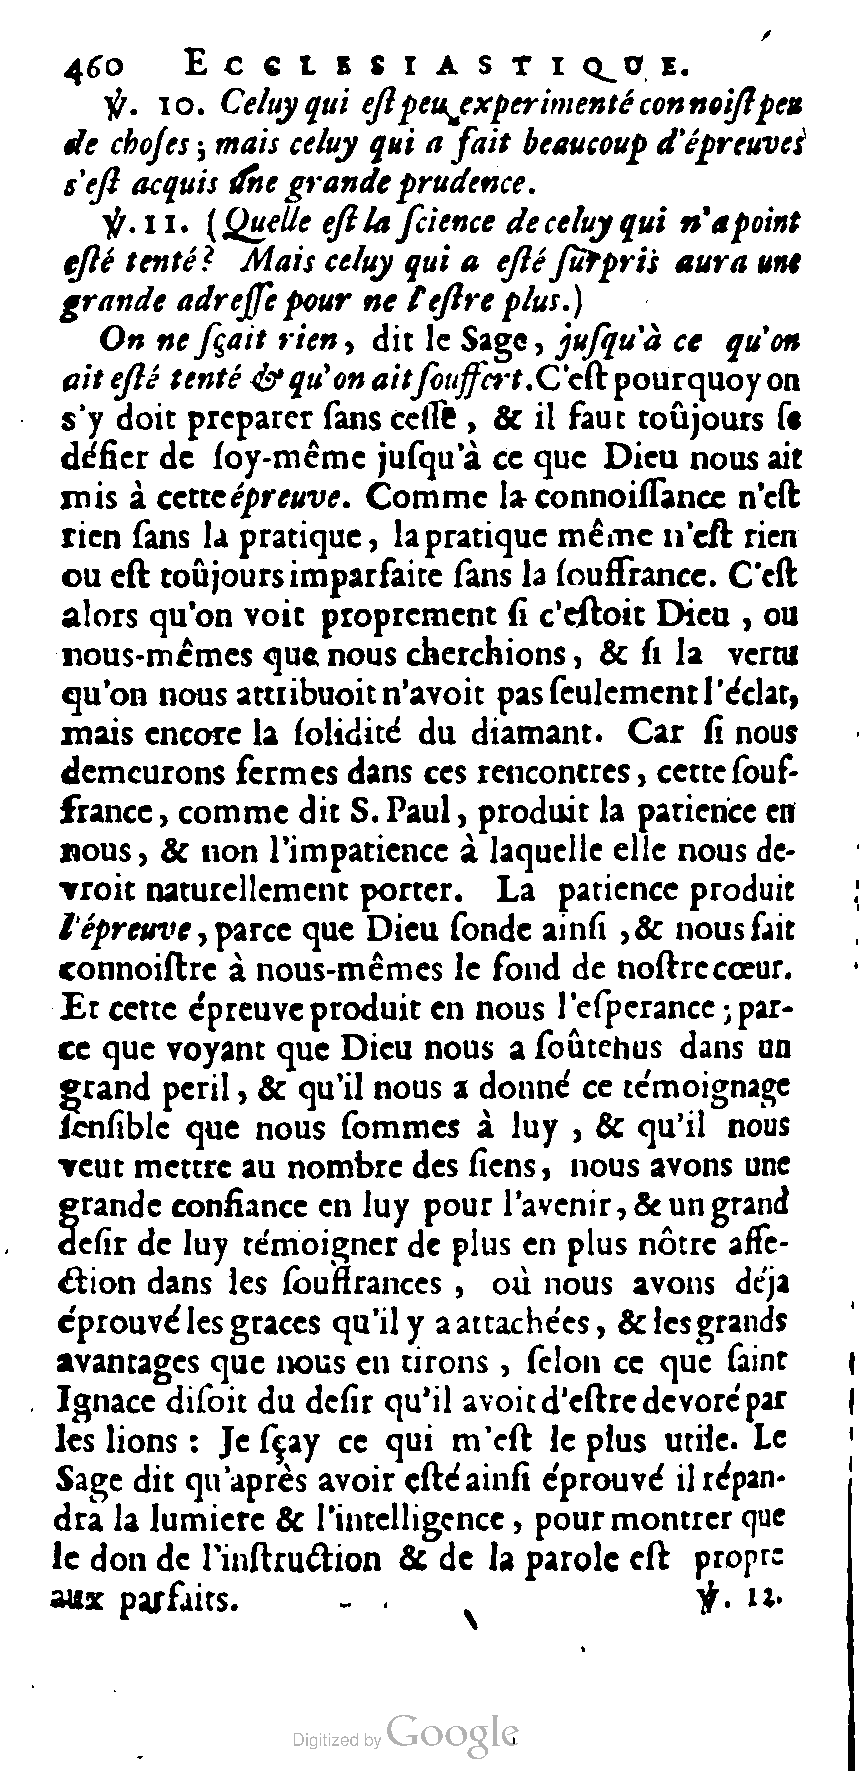 460 ECCLESIASTIQUE.
℣. 10. Celuy qui eſt peu experimenté connoiſt peu
de choſes ; mais celuy qui a fait beaucoup d'épreuves
s'eſt acquis une grande prudence.
℣. 11. (Quelle eſt la ſcience de celuy qui n'a point
eſté tenté ? Mais celuy qui a eſté ſurpris aura une
grande adreſſe pour ne l'eſtre plus.)
On ne ſçait rien, dit le Sage, juſqu'à ce qu'on
ait eſté tenté & qu'on ait ſouffert. C'eſt pourquoy on
s'y doit preparer ſans ceſſe , & il faut toûjours ſe
défier de ſoy-même juſqu'à ce que Dieu nous ait
mis à cette épreuve. Comme la connoiſſance n'eſt
rien ſans la pratique, la pratique même n'eſt rien
ou eſt toûjours imparfaite ſans la ſouffrance. C'eſt
alors qu'on voit proprement ſi c'eſtoit Dieu , ou
nous-mêmes que nous cherchions, & ſi la vertu
qu'on nous attribuoit n'avoit pas ſeulement l'éclat,
mais encore la ſolidité du diamant. Car ſi nous
demeurons fermes dans ces rencontres, cette ſouf-
france, comme dit S. Paul, produit la patience en
nous, & non l'impatience à laquelle elle nous de-
vroit naturellement porter. La patience produit
l'épreuve, parce que Dieu ſonde ainſi ,& nous fait
connoiſtre à nous-mêmes le fond de noſtre cœur.
Et cette épreuve produit en nous l'eſperance ; par-
ce que voyant que Dieu nous a ſoûtenus dans un
grand peril, & qu'il nous a donné ce témoignage
ſenſible que nous ſommes à luy , & qu'il nous
veut mettre au nombre des ſiens, nous avons une
grande confiance en luy pour l'avenir, & un grand
deſir de luy témoigner de plus en plus nôtre affe-
ction dans les ſouffrances , où nous avons déja
éprouvé les graces qu'il y a attachées, & les grands
avantages que nous en tirons , ſelon ce que ſaint
Ignace diſoit du deſir qu'il avoit d'eſtre devoré par
les lions : Je ſçay ce qui m'eſt le plus utile. Le
Sage dit qu'après avoir eſté ainſi éprouvé il répan-
dra la lumiere & l'intelligence, pour montrer que
le don de l'inſtruction & de la parole eſt propre
aux parfaits.
℣. 12.
Digitized by Google